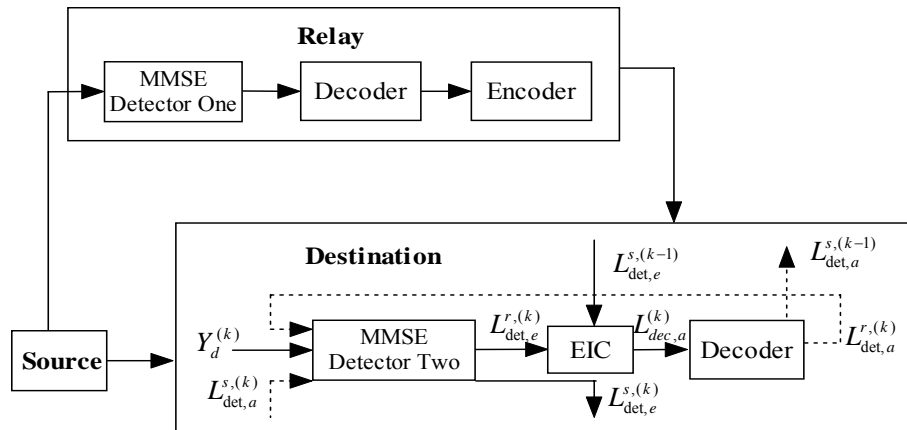 Relay
MMSE
Detector One
Decoder
Encoder
Destination
L_{det,e}^{s,(k-1)}
L_{det,a}^{s,(k-1)}
Y_d^{(k)}
MMSE
Detector Two
L_{det,e}^{r,(k)}
EIC
L_{dec,a}^{(k)}
Decoder
L_{det,a}^{r,(k)}
Source
L_{det,a}^{s,(k)}
L_{det,e}^{s,(k)}